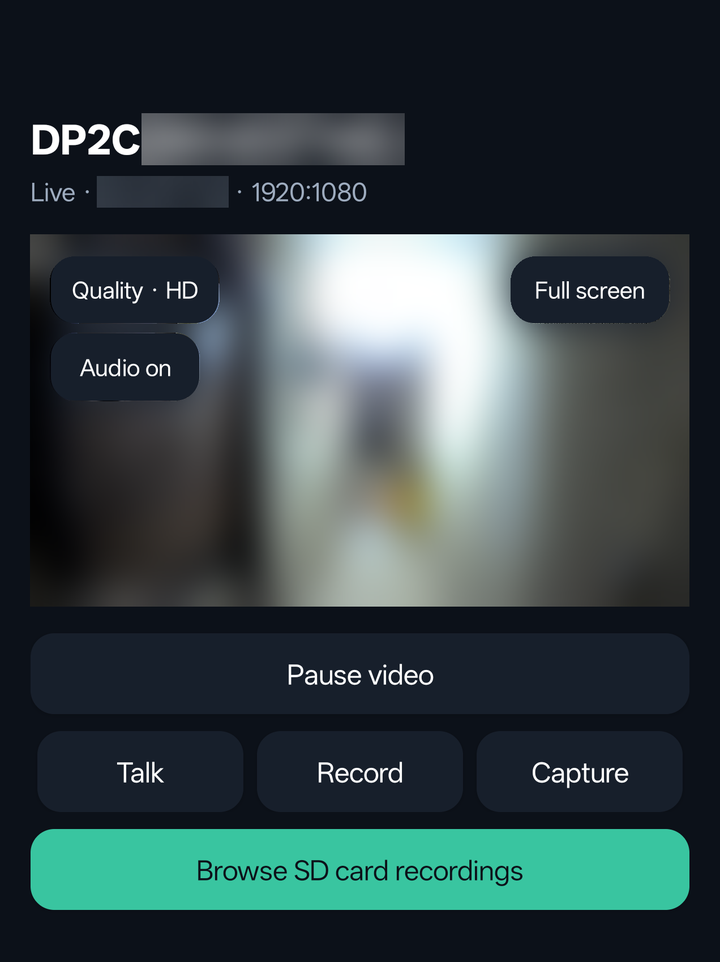 DP2C
Live · · 1920:1080
Quality · HD
Full screen
Audio on
Pause video
Talk
Record
Capture
Browse SD card recordings